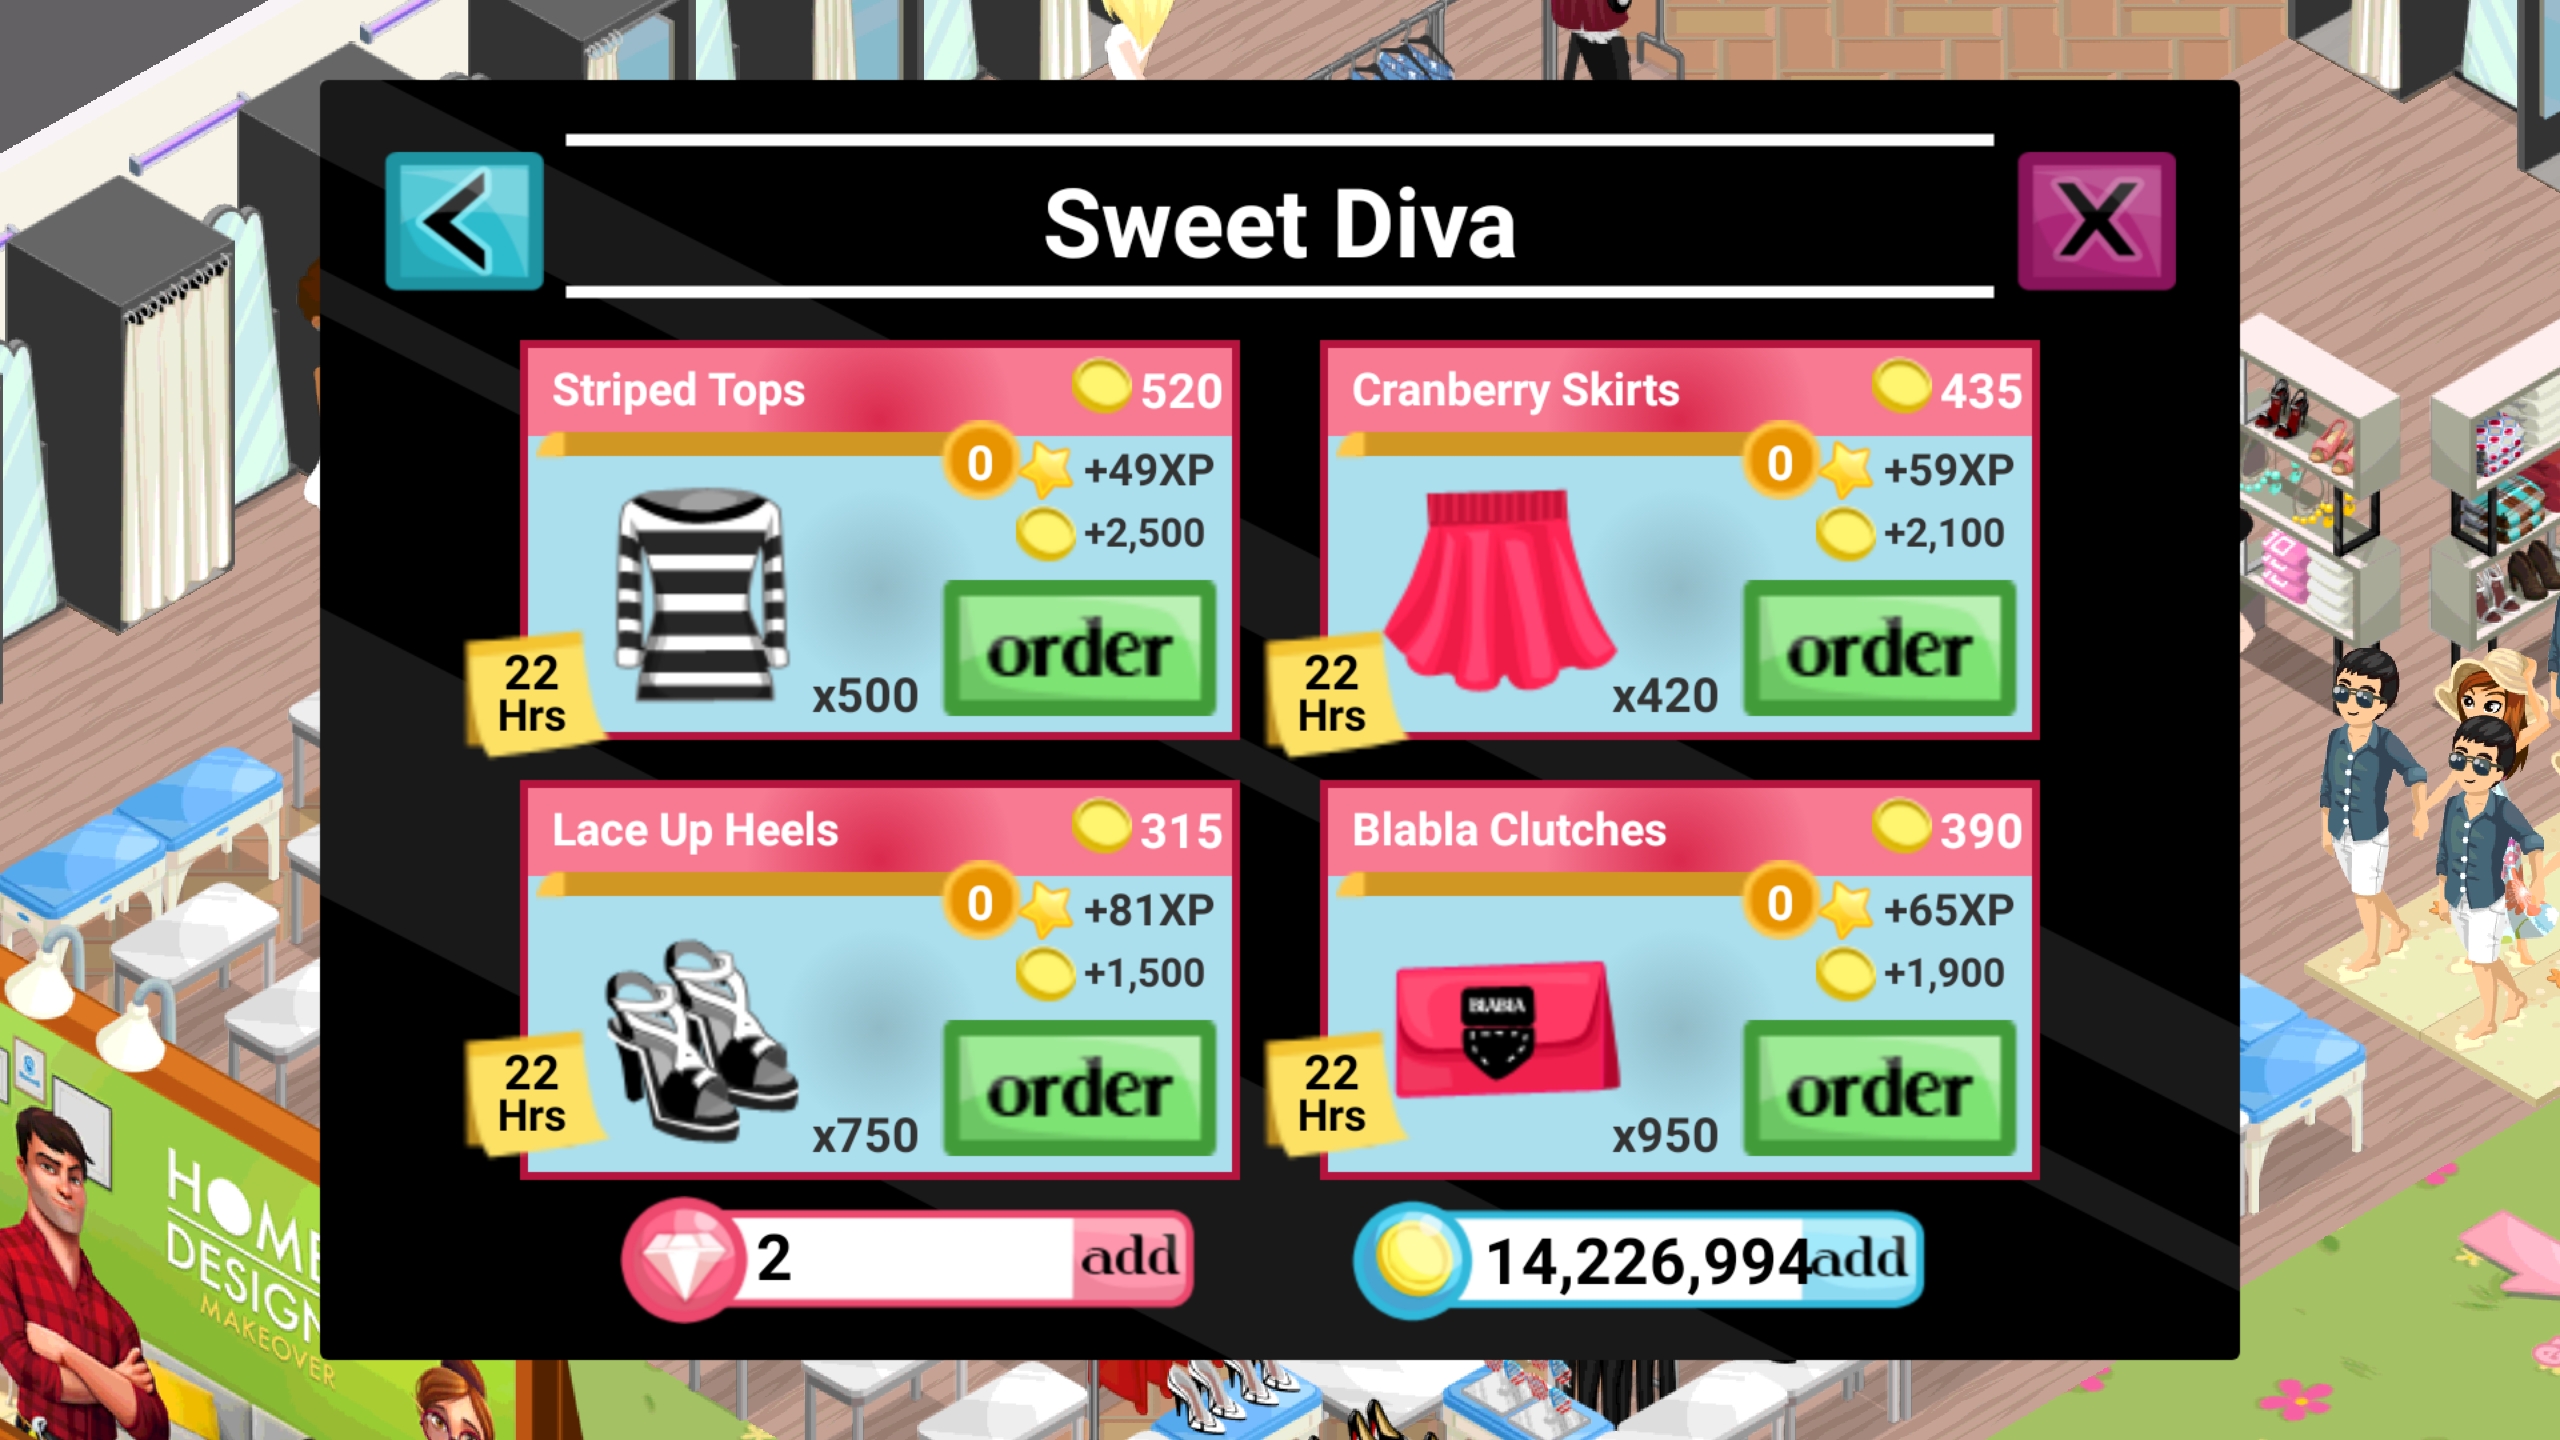 Sweet Diva
Striped Tops 520
0 +49XP
+2,500
22
Hrs
x500
order
Cranberry Skirts 435
0 +59XP
+2,100
22
Hrs
x420
order
Lace Up Heels 315
0 +81XP
+1,500
22
Hrs
x750
order
Blabla Clutches 390
0 +65XP
+1,900
BLABLA
22
Hrs
x950
order
2 add
14,226,994 add
HOME
DESIGN
MAKEOVER